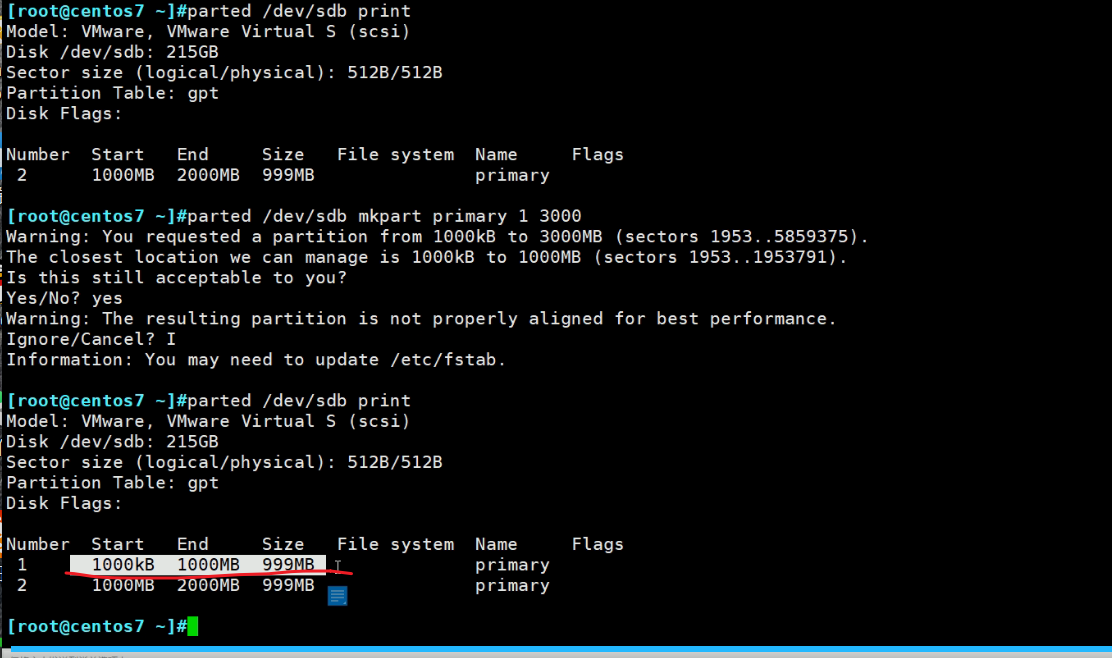 [root@centos7 ~]#parted /dev/sdb print
Model: VMware, VMware Virtual S (scsi)
Disk /dev/sdb: 215GB
Sector size (logical/physical): 512B/512B
Partition Table: gpt
Disk Flags:
Number  Start   End     Size   File system  Name     Flags
 2      1000MB  2000MB  999MB               primary
[root@centos7 ~]#parted /dev/sdb mkpart primary 1 3000
Warning: You requested a partition from 1000kB to 3000MB (sectors 1953..5859375).
The closest location we can manage is 1000kB to 1000MB (sectors 1953..1953791).
Is this still acceptable to you?
Yes/No? yes
Warning: The resulting partition is not properly aligned for best performance.
Ignore/Cancel? I
Information: You may need to update /etc/fstab.
[root@centos7 ~]#parted /dev/sdb print
Model: VMware, VMware Virtual S (scsi)
Disk /dev/sdb: 215GB
Sector size (logical/physical): 512B/512B
Partition Table: gpt
Disk Flags:
Number  Start   End     Size   File system  Name     Flags
 1      1000kB  1000MB  999MB               primary
 2      1000MB  2000MB  999MB               primary
[root@centos7 ~]#